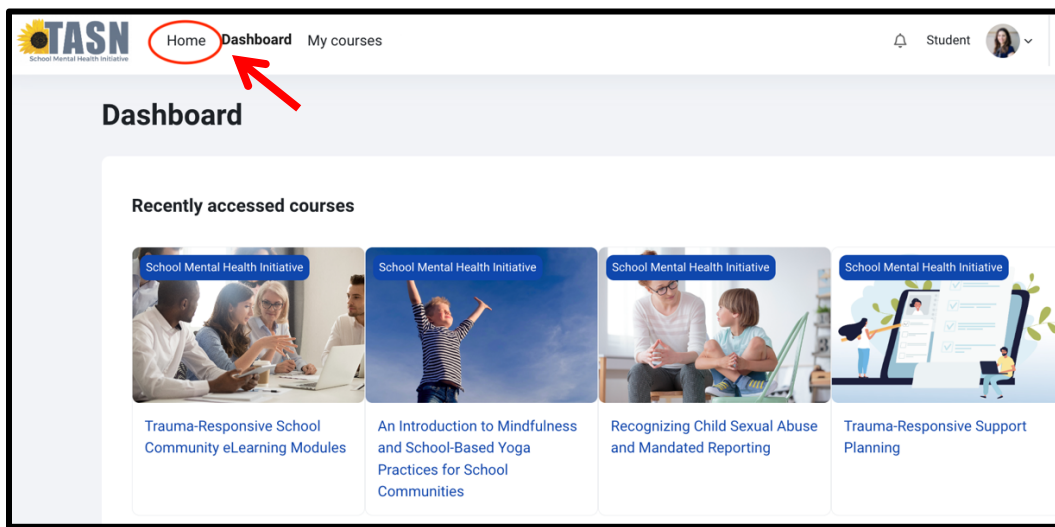 TASN
School Mental Health Initiative
Home Dashboard My courses
Student
Dashboard
Recently accessed courses
School Mental Health Initiative
Trauma-Responsive School
Community eLearning Modules
School Mental Health Initiative
An Introduction to Mindfulness
and School-Based Yoga
Practices for School
Communities
School Mental Health Initiative
Recognizing Child Sexual Abuse
and Mandated Reporting
School Mental Health Initiative
Trauma-Responsive Support
Planning